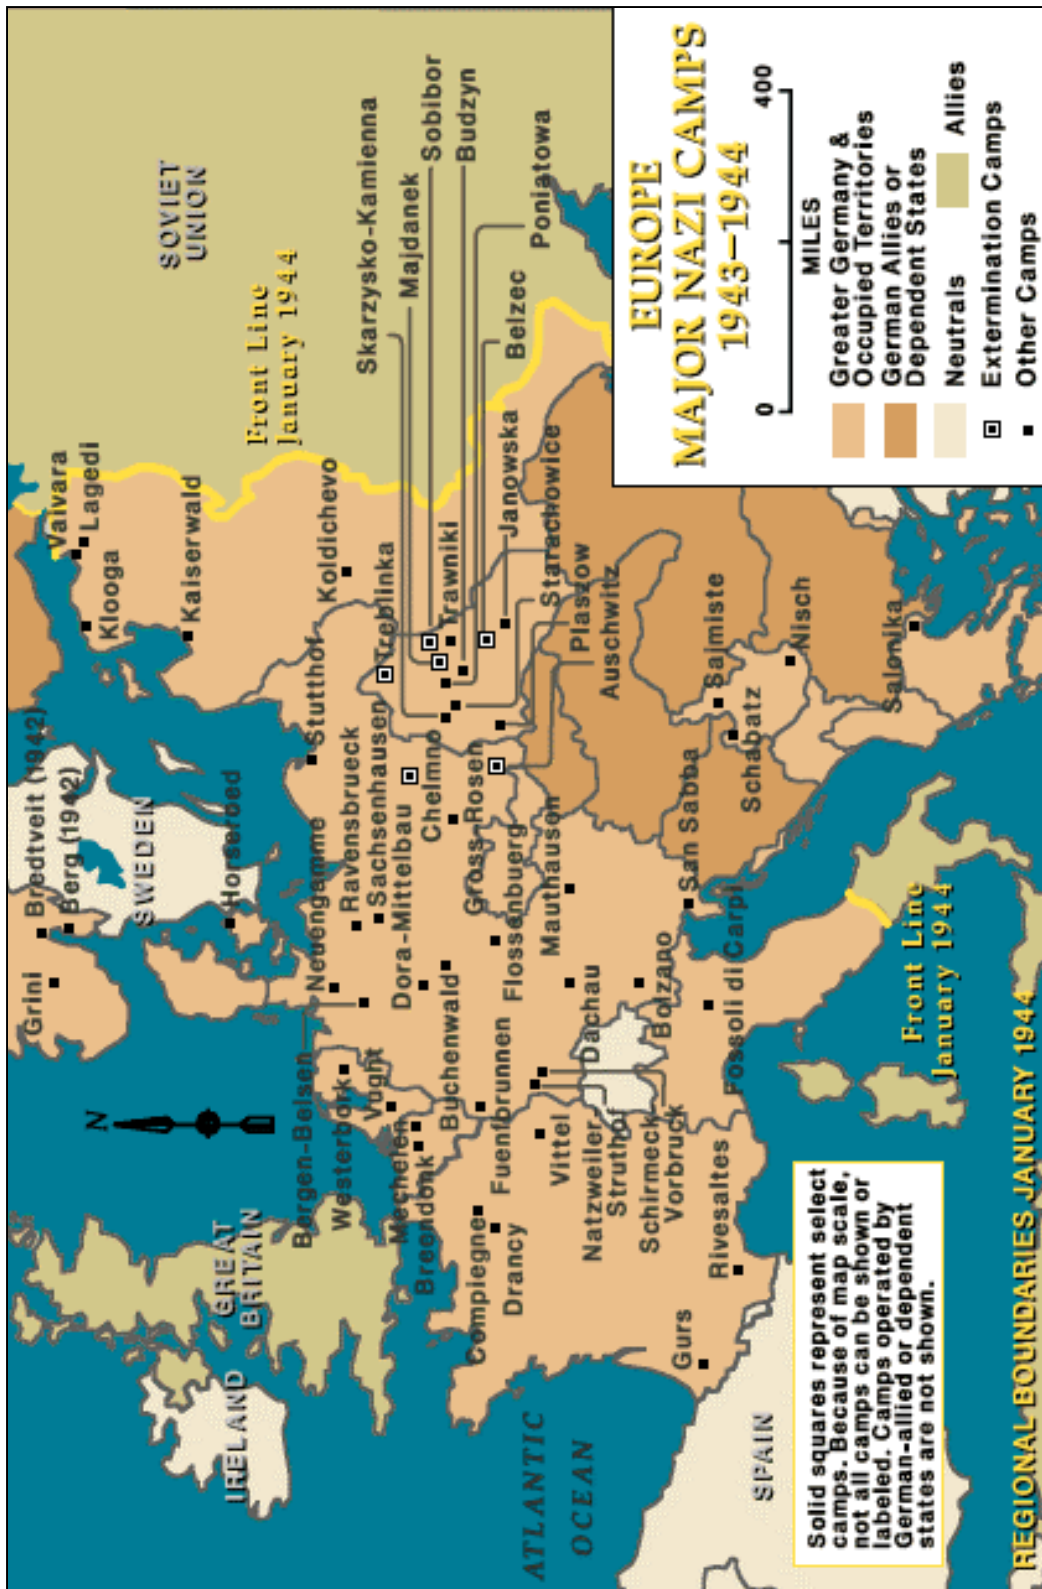 EUROPE
MAJOR NAZI CAMPS
1943–1944
MILES
0
400
Greater Germany &
Occupied Territories
German Allies or
Dependent States
Neutrals
Allies
Extermination Camps
Other Camps
SOVIET
UNION
Front Line
January 1944
Vaivara
Lagedi
Klooga
Kaiserwald
Koldichevo
Skarzysko-Kamienna
Majdanek
Sobibor
Budzyn
Poniatowa
Belzec
Treblinka
Trawniki
Janowska
Starachowice
Plaszow
Auschwitz
Stutthof
Bredtveit (1942)
Berg (1942)
Grini
SWEDEN
Horseroed
Neuengamme
Ravensbrueck
Sachsenhausen
Dora-Mittelbau
Chelmno
Gross-Rosen
Flossenbuerg
Mauthausen
San Sabba
Sajmiste
Schabatz
Nisch
Salonika
N
Bergen-Belsen
Westerbork
Vught
Mechelen
Breendonk
Buchenwald
Fuenfbrunnen
Compiegne
Drancy
Vittel
Natzweiler
Struthof
Schirmeck
Vorbruck
Dachau
Bolzano
Fossoli di Carpi
Rivesaltes
Gurs
Front Line
January 1944
GREAT
BRITAIN
IRELAND
ATLANTIC
OCEAN
SPAIN
Solid squares represent select
camps. Because of map scale,
not all camps can be shown or
labeled. Camps operated by
German-allied or dependent
states are not shown.
REGIONAL BOUNDARIES JANUARY 1944